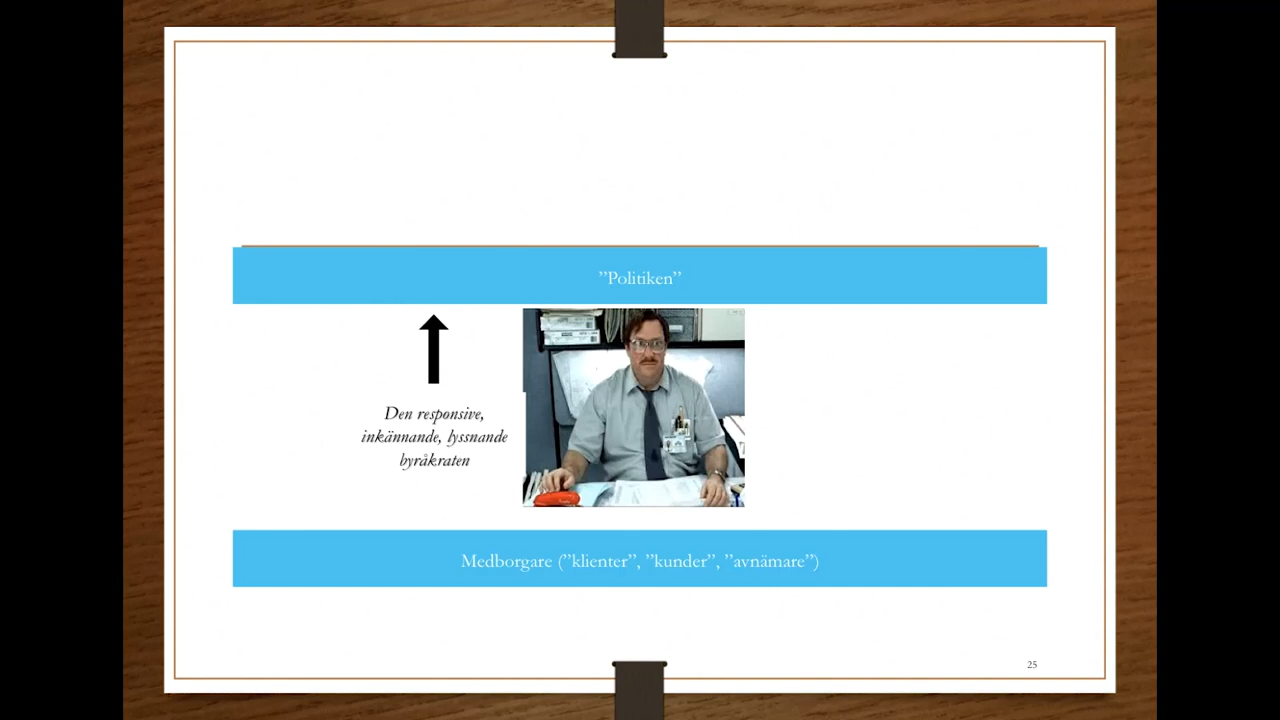 ”Politiken”
Den responsive,
inkännande, lyssnande
byråkraten
Medborgare (”klienter”, ”kunder”, ”avnämare”)
25